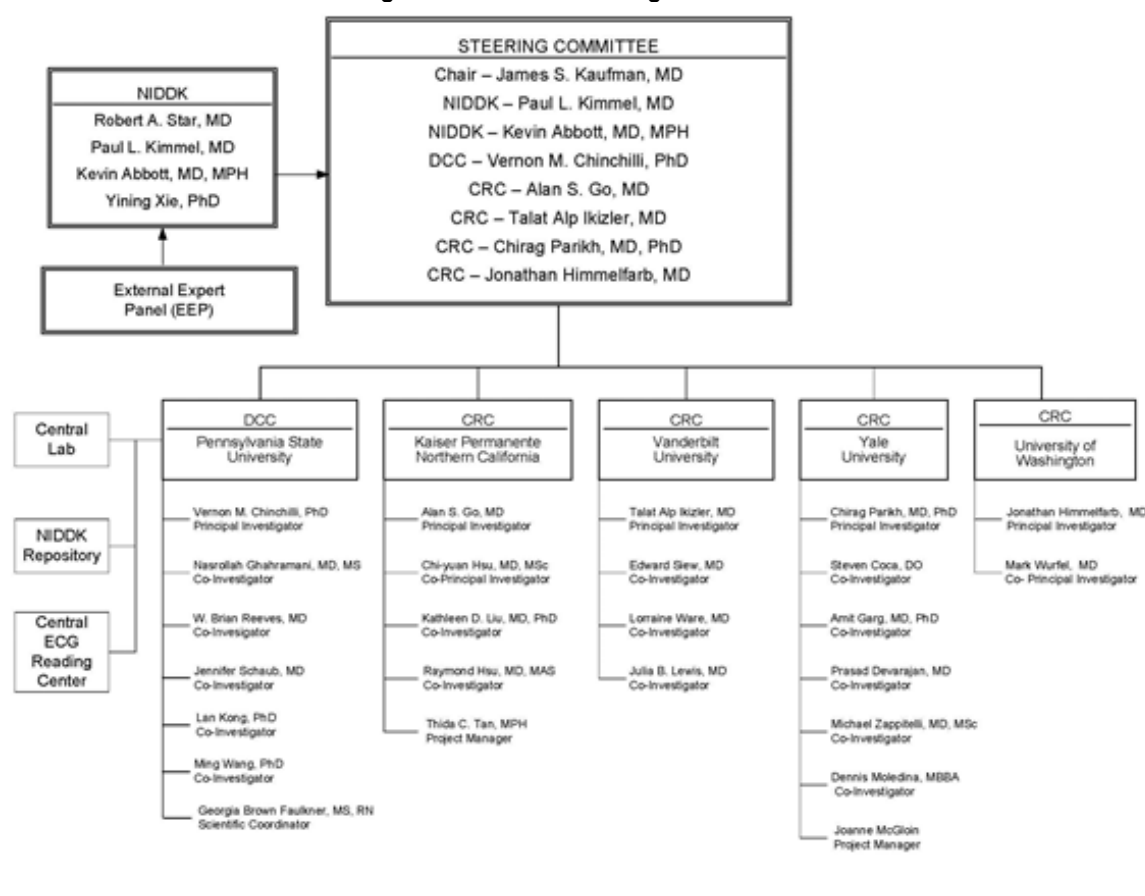 STEERING COMMITTEE
Chair – James S. Kaufman, MD
NIDDK – Paul L. Kimmel, MD
NIDDK – Kevin Abbott, MD, MPH
DCC – Vernon M. Chinchilli, PhD
CRC – Alan S. Go, MD
CRC – Talat Alp Ikizler, MD
CRC – Chirag Parikh, MD, PhD
CRC – Jonathan Himmelfarb, MD
NIDDK
Robert A. Star, MD
Paul L. Kimmel, MD
Kevin Abbott, MD, MPH
Yining Xie, PhD
External Expert
Panel (EEP)
Central
Lab
NIDDK
Repository
Central
ECG
Reading
Center
DCC
Pennsylvania State
University
Vernon M. Chinchilli, PhD
Principal Investigator
Nasrollah Ghahramani, MD, MS
Co-Investigator
W. Brian Reeves, MD
Co-Investigator
Jennifer Schaub, MD
Co-Investigator
Lan Kong, PhD
Co-Investigator
Ming Wang, PhD
Co-Investigator
Georgia Brown Faulkner, MS, RN
Scientific Coordinator
CRC
Kaiser Permanente
Northern California
Alan S. Go, MD
Principal Investigator
Chi-yuan Hsu, MD, MSc
Co-Principal Investigator
Kathleen D. Liu, MD, PhD
Co-Investigator
Raymond Hsu, MD, MAS
Co-Investigator
Thida C. Tan, MPH
Project Manager
CRC
Vanderbilt
University
Talat Alp Ikizler, MD
Principal Investigator
Edward Siew, MD
Co-Investigator
Lorraine Ware, MD
Co-Investigator
Julia B. Lewis, MD
Co-Investigator
CRC
Yale
University
Chirag Parikh, MD, PhD
Principal Investigator
Steven Coca, DO
Co-Investigator
Amit Garg, MD, PhD
Co-Investigator
Prasad Devarajan, MD
Co-Investigator
Michael Zappitelli, MD, MSc
Co-Investigator
Dennis Moledina, MBBA
Co-Investigator
Joanne McGloin
Project Manager
CRC
University of
Washington
Jonathan Himmelfarb, MD
Principal Investigator
Mark Wurfel, MD
Co- Principal Investigator